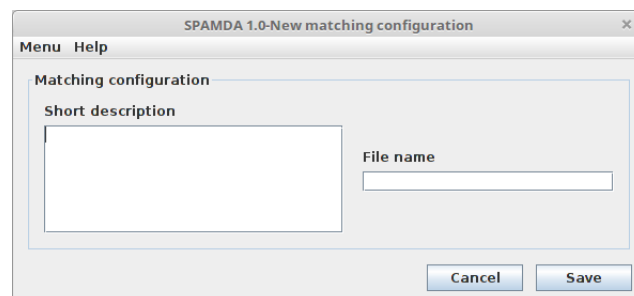 SPAMDA 1.0-New matching configuration ×
Menu Help
Matching configuration
Short description
File name
Cancel Save